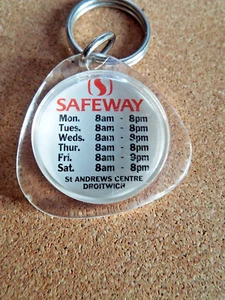 SAFEWAY
Mon. 8am - 8pm
Tues. 8am - 8pm
Weds. 8am - 9pm
Thur. 8am - 8pm
Fri. 8am - 9pm
Sat. 8am - 8pm
St ANDREWS CENTRE
DROITWICH